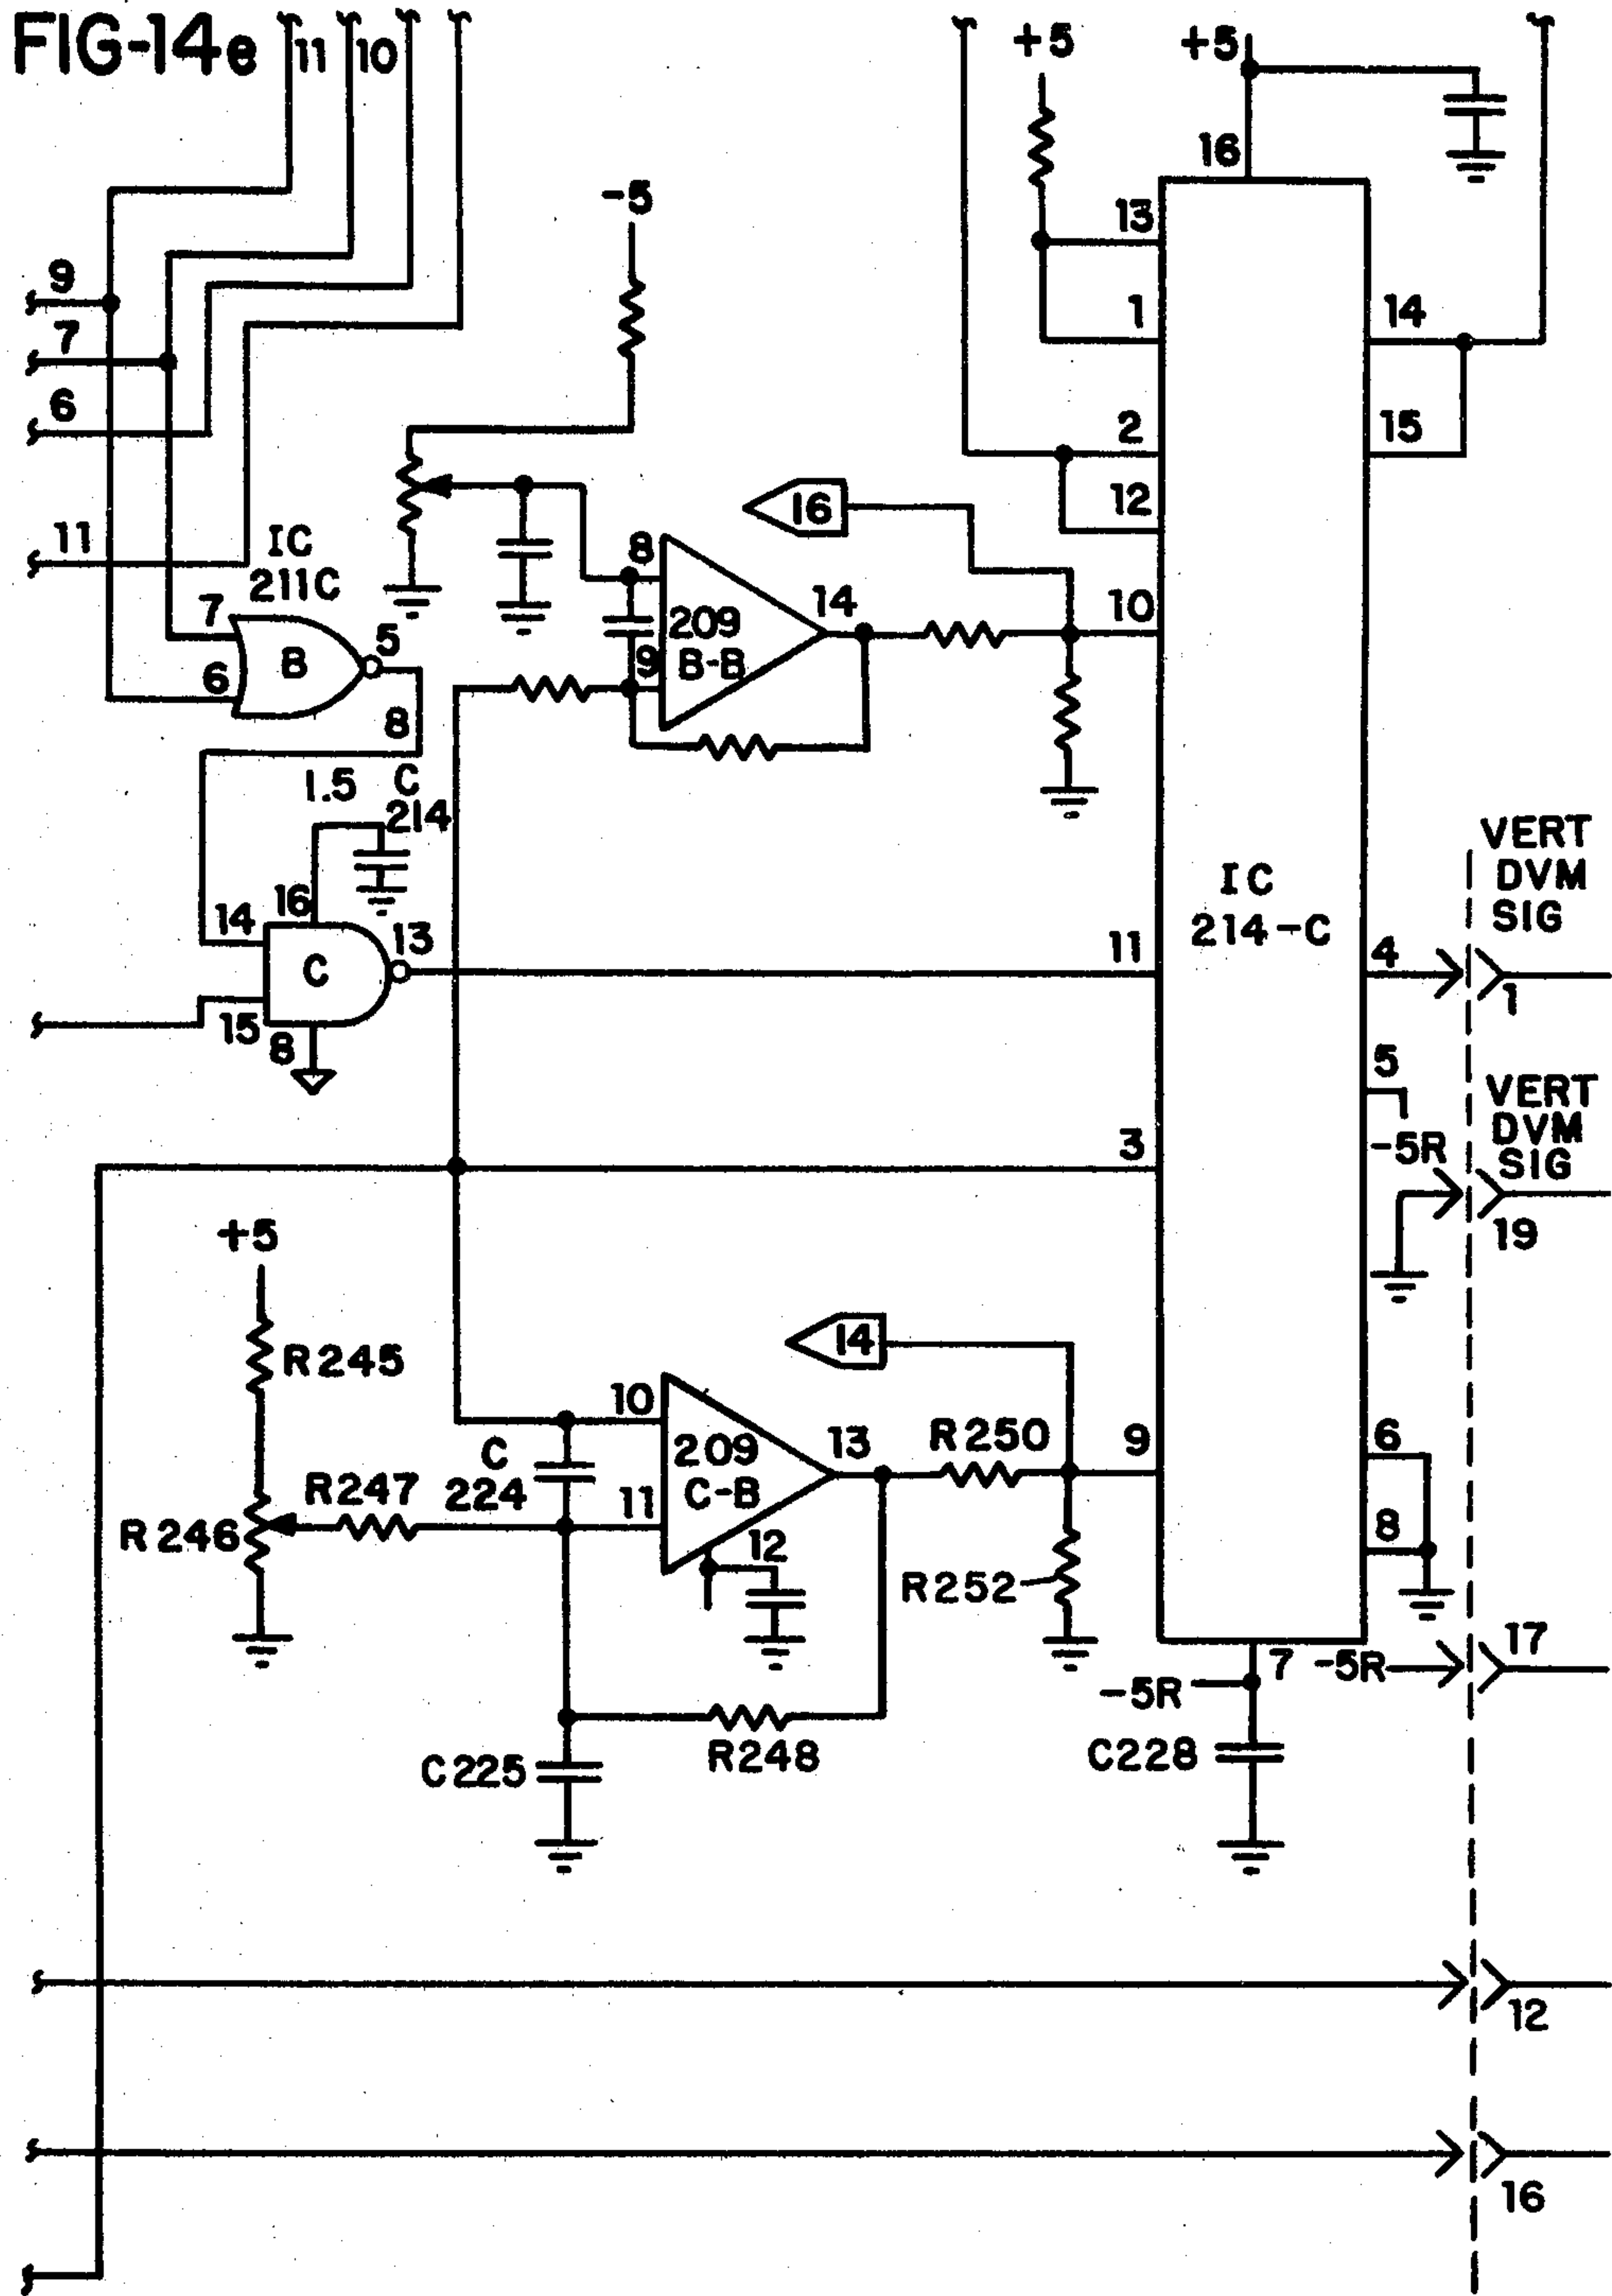 FIG-14e
11
10
+5
+5
16
-5
13
9
1
14
7
6
2
15
16
12
11
IC
211C
8
14
10
7
5
209
B
9
B-B
6
8
1.5
C
214
VERT
DVM
SIG
16
IC
214-C
14
13
11
4
C
1
15
8
5
VERT
DVM
SIG
-5R
3
19
+5
14
R245
10
R250
9
6
C
224
209
C-B
13
R247
11
8
R246
12
R252
17
7
-5R
-5R
R248
C225
C228
12
16